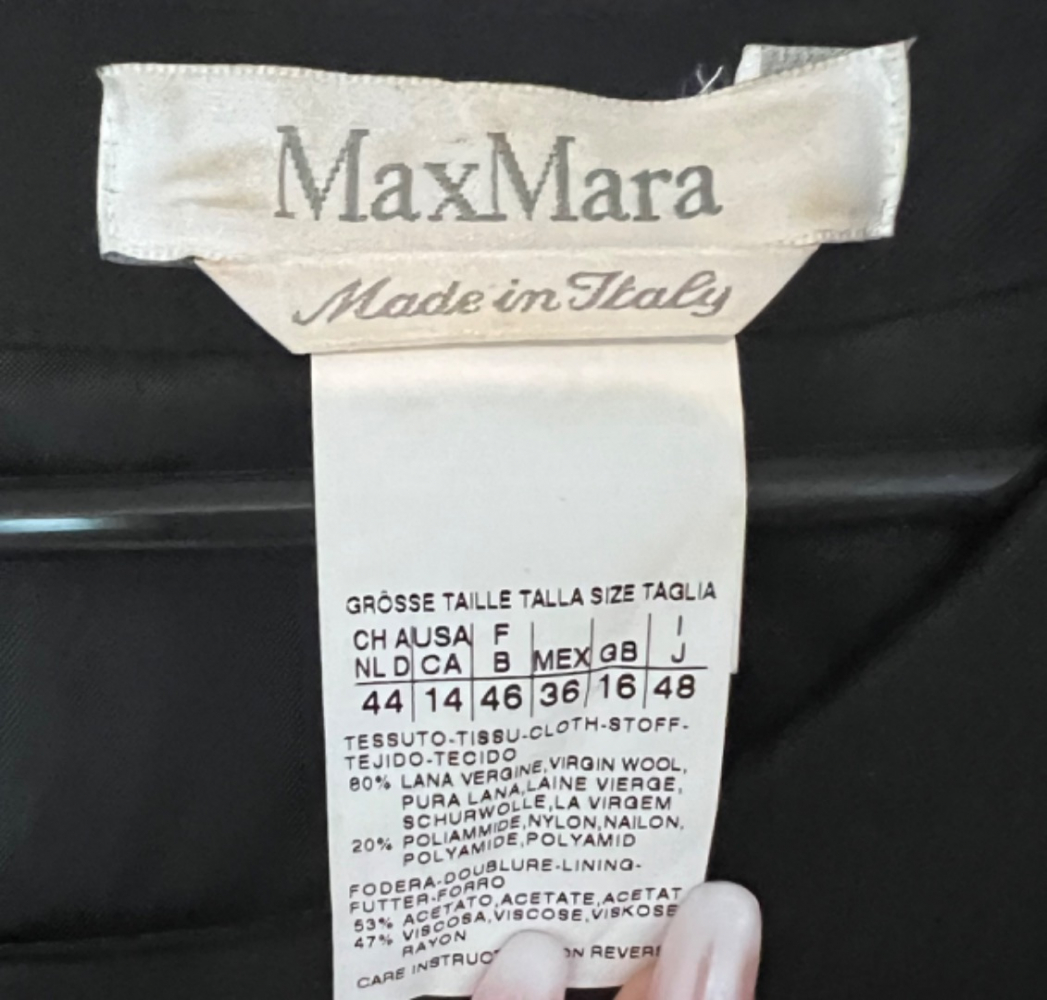 MaxMara
Made in Italy
GRÖSSE TAILLE TALLA SIZE TAGLIA
CH A USA F I
NL D CA B MEX GB J
44 14 46 36 16 48
TESSUTO-TISSU-CLOTH-STOFF-
TEJIDO-TECIDO
80% LANA VERGINE,VIRGIN WOOL,
PURA LANA,LAINE VIERGE,
SCHURWOLLE,LA VIRGEM
20% POLIAMMIDE,NYLON,NAILON,
POLYAMIDE,POLYAMID
FODERA-DOUBLURE-LINING-
FUTTER-FORRO
53% ACETATO,ACETATE,ACETAT
47% VISCOSA,VISCOSE,VISKOSE
RAYON
CARE